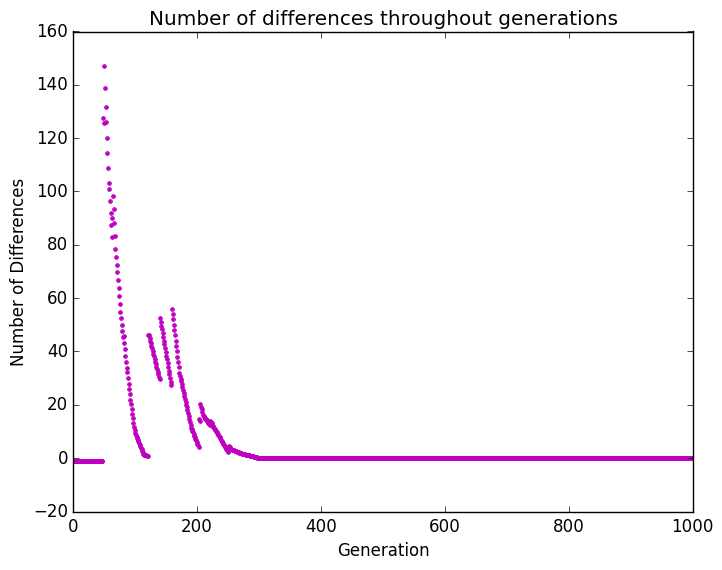 Number of differences throughout generations
160
140
120
100
80
60
40
20
0
−20
Number of Differences
0 200 400 600 800 1000
Generation